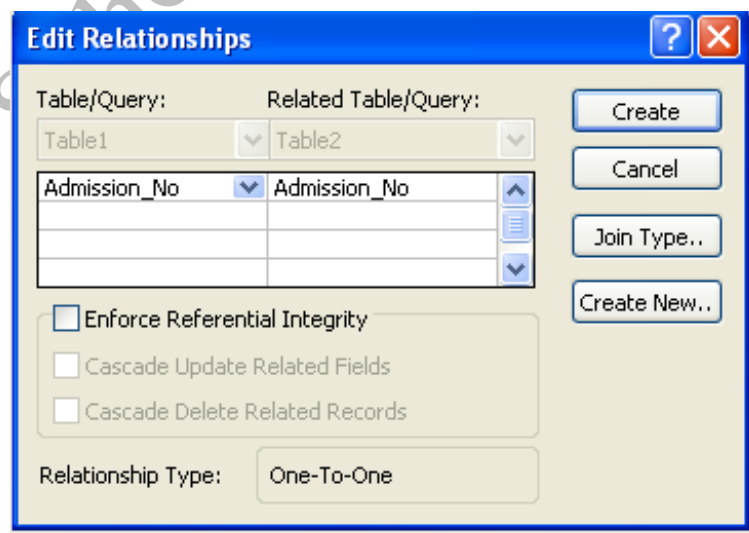 Edit Relationships
Table/Query: Related Table/Query:
Table1 Table2
Create
Cancel
Admission_No Admission_No
Join Type..
Create New..
Enforce Referential Integrity
Cascade Update Related Fields
Cascade Delete Related Records
Relationship Type: One-To-One